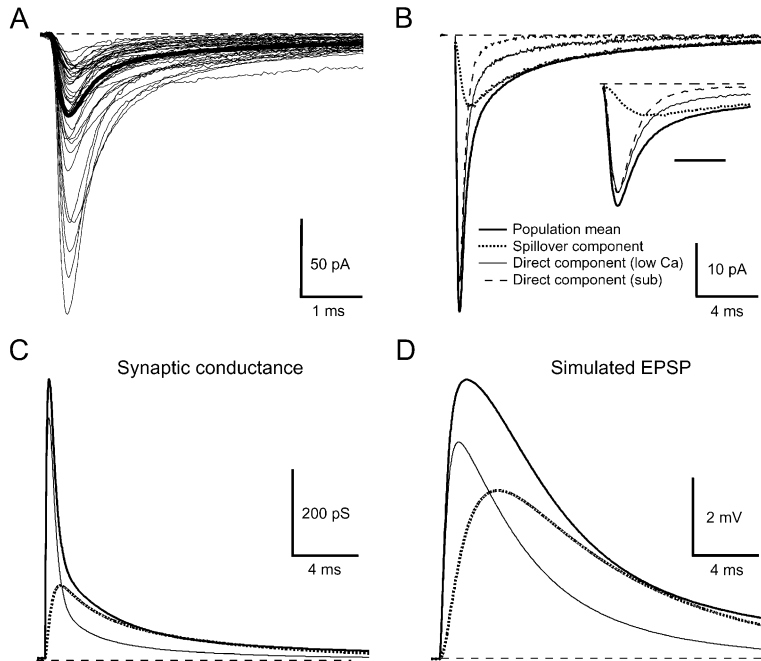 A
50 pA
1 ms
B
Population mean
Spillover component
Direct component (low Ca)
Direct component (sub)
10 pA
4 ms
C
Synaptic conductance
200 pS
4 ms
D
Simulated EPSP
2 mV
4 ms